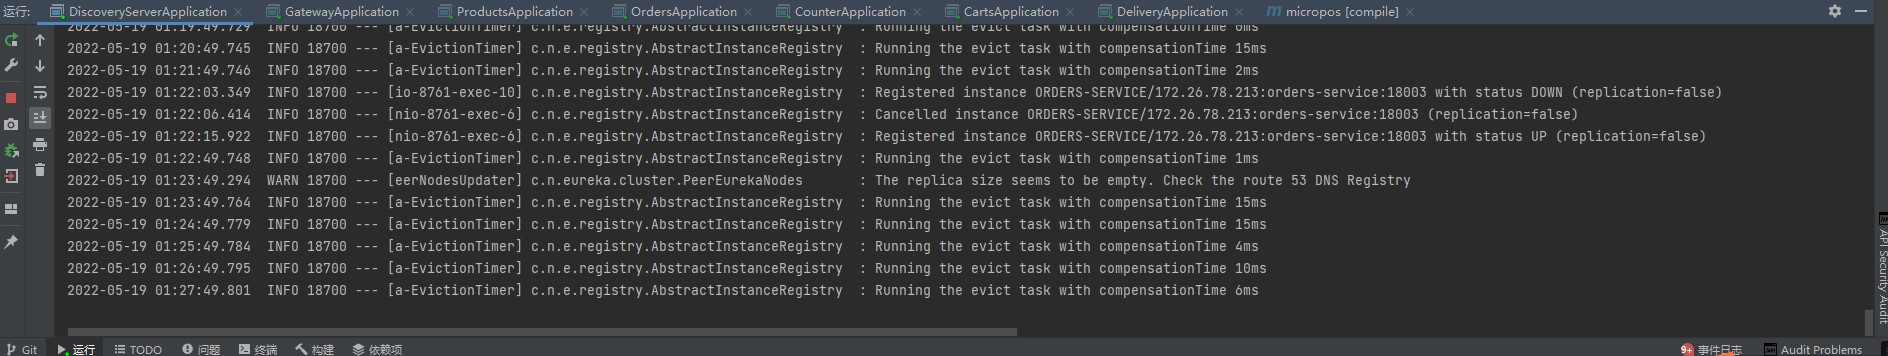 运行: DiscoveryServerApplication GatewayApplication ProductsApplication OrdersApplication CounterApplication CartsApplication DeliveryApplication micropos [compile]
2022-05-19 01:19:49.729  INFO 18700 --- [a-EvictionTimer] c.n.e.registry.AbstractInstanceRegistry  : Running the evict task with compensationTime 0ms
2022-05-19 01:20:49.745  INFO 18700 --- [a-EvictionTimer] c.n.e.registry.AbstractInstanceRegistry  : Running the evict task with compensationTime 15ms
2022-05-19 01:21:49.746  INFO 18700 --- [a-EvictionTimer] c.n.e.registry.AbstractInstanceRegistry  : Running the evict task with compensationTime 2ms
2022-05-19 01:22:03.349  INFO 18700 --- [io-8761-exec-10] c.n.e.registry.AbstractInstanceRegistry  : Registered instance ORDERS-SERVICE/172.26.78.213:orders-service:18003 with status DOWN (replication=false)
2022-05-19 01:22:06.414  INFO 18700 --- [nio-8761-exec-6] c.n.e.registry.AbstractInstanceRegistry  : Cancelled instance ORDERS-SERVICE/172.26.78.213:orders-service:18003 (replication=false)
2022-05-19 01:22:15.922  INFO 18700 --- [nio-8761-exec-6] c.n.e.registry.AbstractInstanceRegistry  : Registered instance ORDERS-SERVICE/172.26.78.213:orders-service:18003 with status UP (replication=false)
2022-05-19 01:22:49.748  INFO 18700 --- [a-EvictionTimer] c.n.e.registry.AbstractInstanceRegistry  : Running the evict task with compensationTime 1ms
2022-05-19 01:23:49.294  WARN 18700 --- [eerNodesUpdater] c.n.eureka.cluster.PeerEurekaNodes       : The replica size seems to be empty. Check the route 53 DNS Registry
2022-05-19 01:23:49.764  INFO 18700 --- [a-EvictionTimer] c.n.e.registry.AbstractInstanceRegistry  : Running the evict task with compensationTime 15ms
2022-05-19 01:24:49.779  INFO 18700 --- [a-EvictionTimer] c.n.e.registry.AbstractInstanceRegistry  : Running the evict task with compensationTime 15ms
2022-05-19 01:25:49.784  INFO 18700 --- [a-EvictionTimer] c.n.e.registry.AbstractInstanceRegistry  : Running the evict task with compensationTime 4ms
2022-05-19 01:26:49.795  INFO 18700 --- [a-EvictionTimer] c.n.e.registry.AbstractInstanceRegistry  : Running the evict task with compensationTime 10ms
2022-05-19 01:27:49.801  INFO 18700 --- [a-EvictionTimer] c.n.e.registry.AbstractInstanceRegistry  : Running the evict task with compensationTime 6ms
API Security Audit
Git 运行 TODO 问题 终端 构建 依赖项 9+ 事件日志 Audit Problems